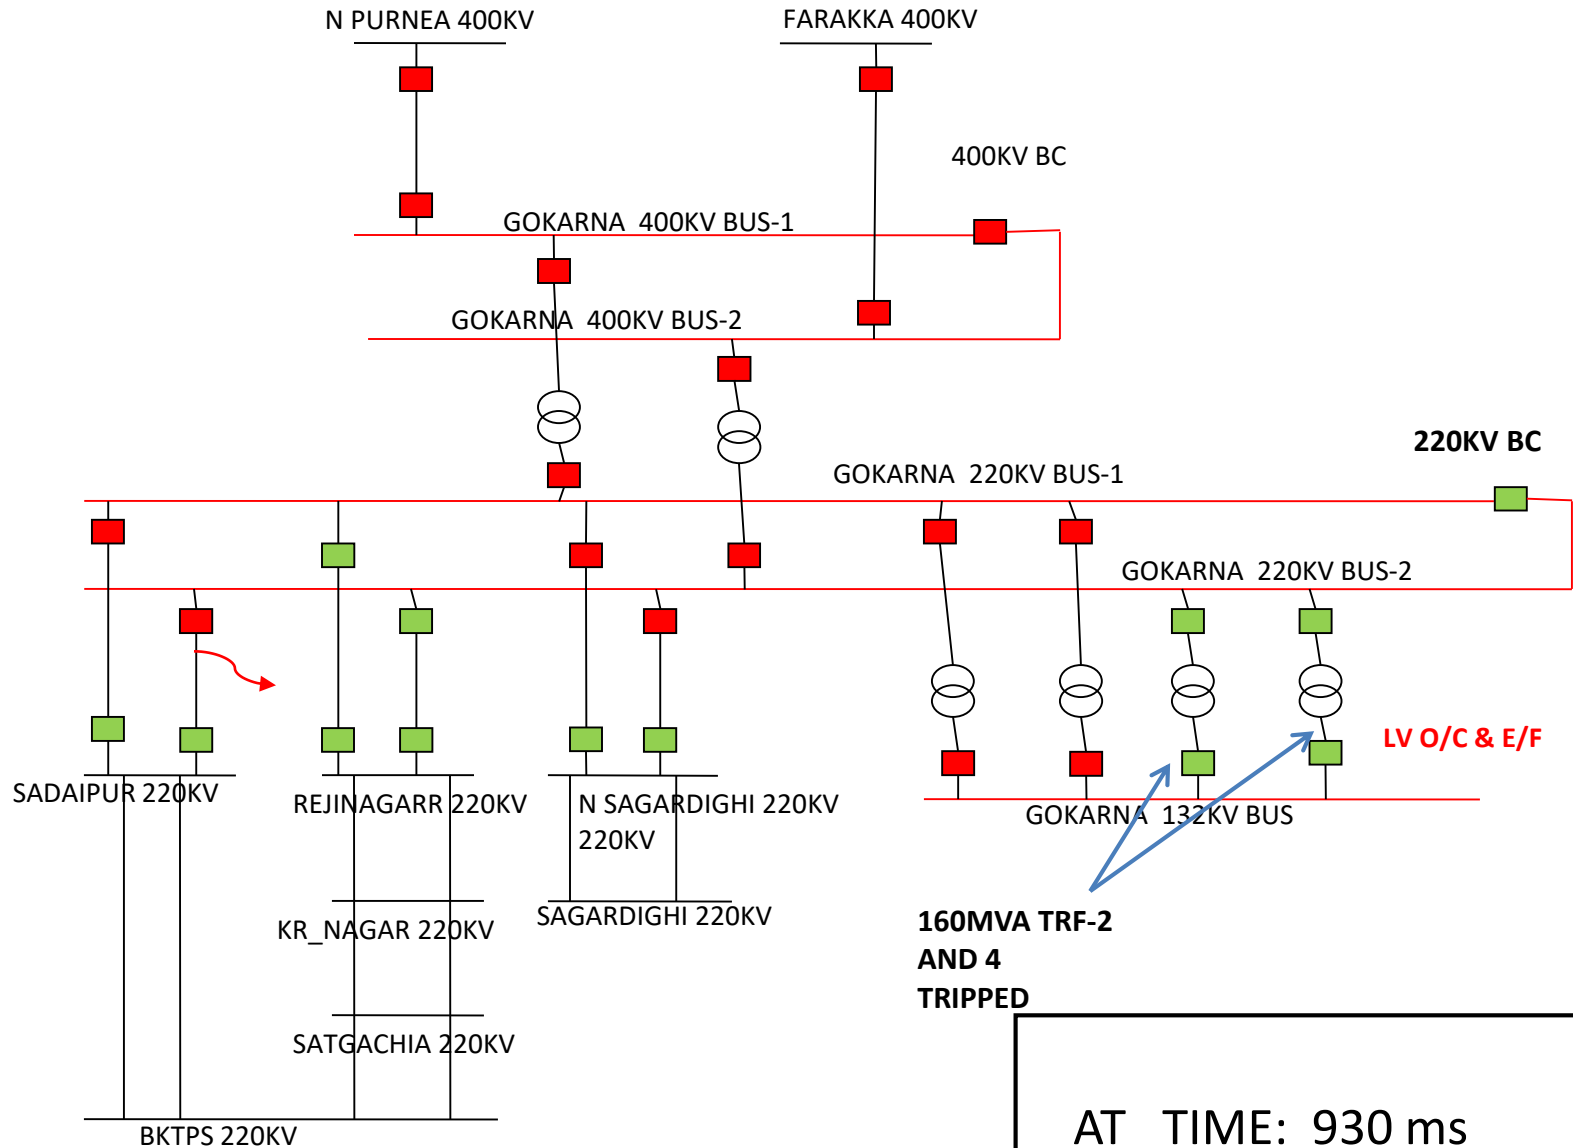 N PURNEA 400KV
FARAKKA 400KV
400KV BC
GOKARNA  400KV BUS-1
GOKARNA  400KV BUS-2
220KV BC
GOKARNA  220KV BUS-1
GOKARNA  220KV BUS-2
LV O/C & E/F
SADAIPUR 220KV
REJINAGARR 220KV
N SAGARDIGHI 220KV
220KV
GOKARNA  132KV BUS
SAGARDIGHI 220KV
KR_NAGAR 220KV
160MVA TRF-2
AND 4
TRIPPED
SATGACHIA 220KV
AT   TIME:  930 ms
BKTPS 220KV